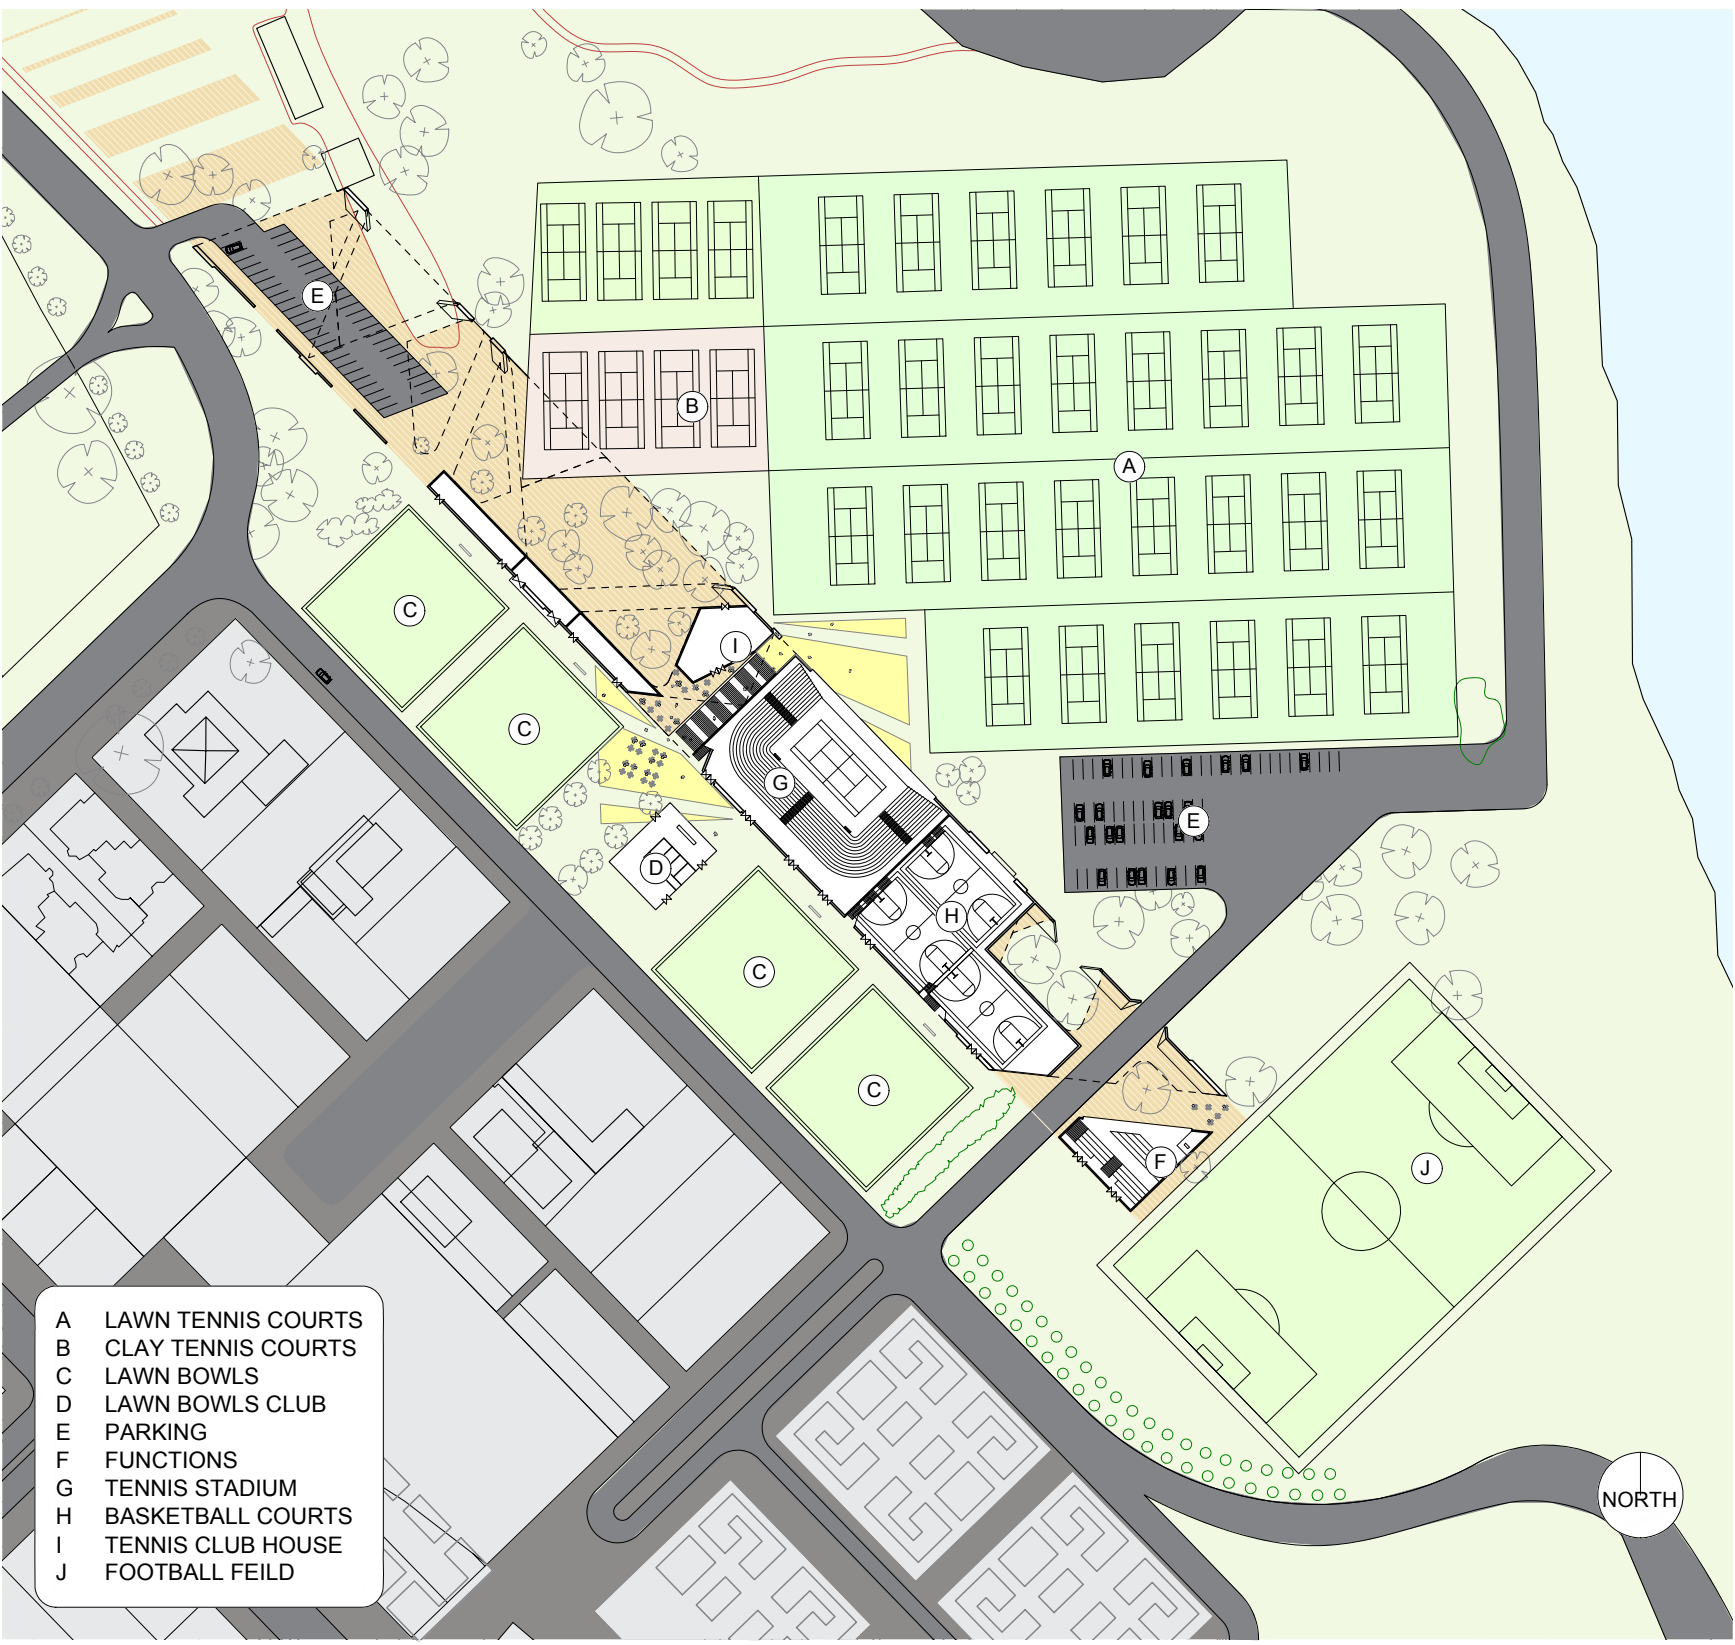 E
B
A
C
I
C
G
E
D
H
C
C
F
J
A LAWN TENNIS COURTS
B CLAY TENNIS COURTS
C LAWN BOWLS
D LAWN BOWLS CLUB
E PARKING
F FUNCTIONS
G TENNIS STADIUM
H BASKETBALL COURTS
I TENNIS CLUB HOUSE
J FOOTBALL FEILD
NORTH